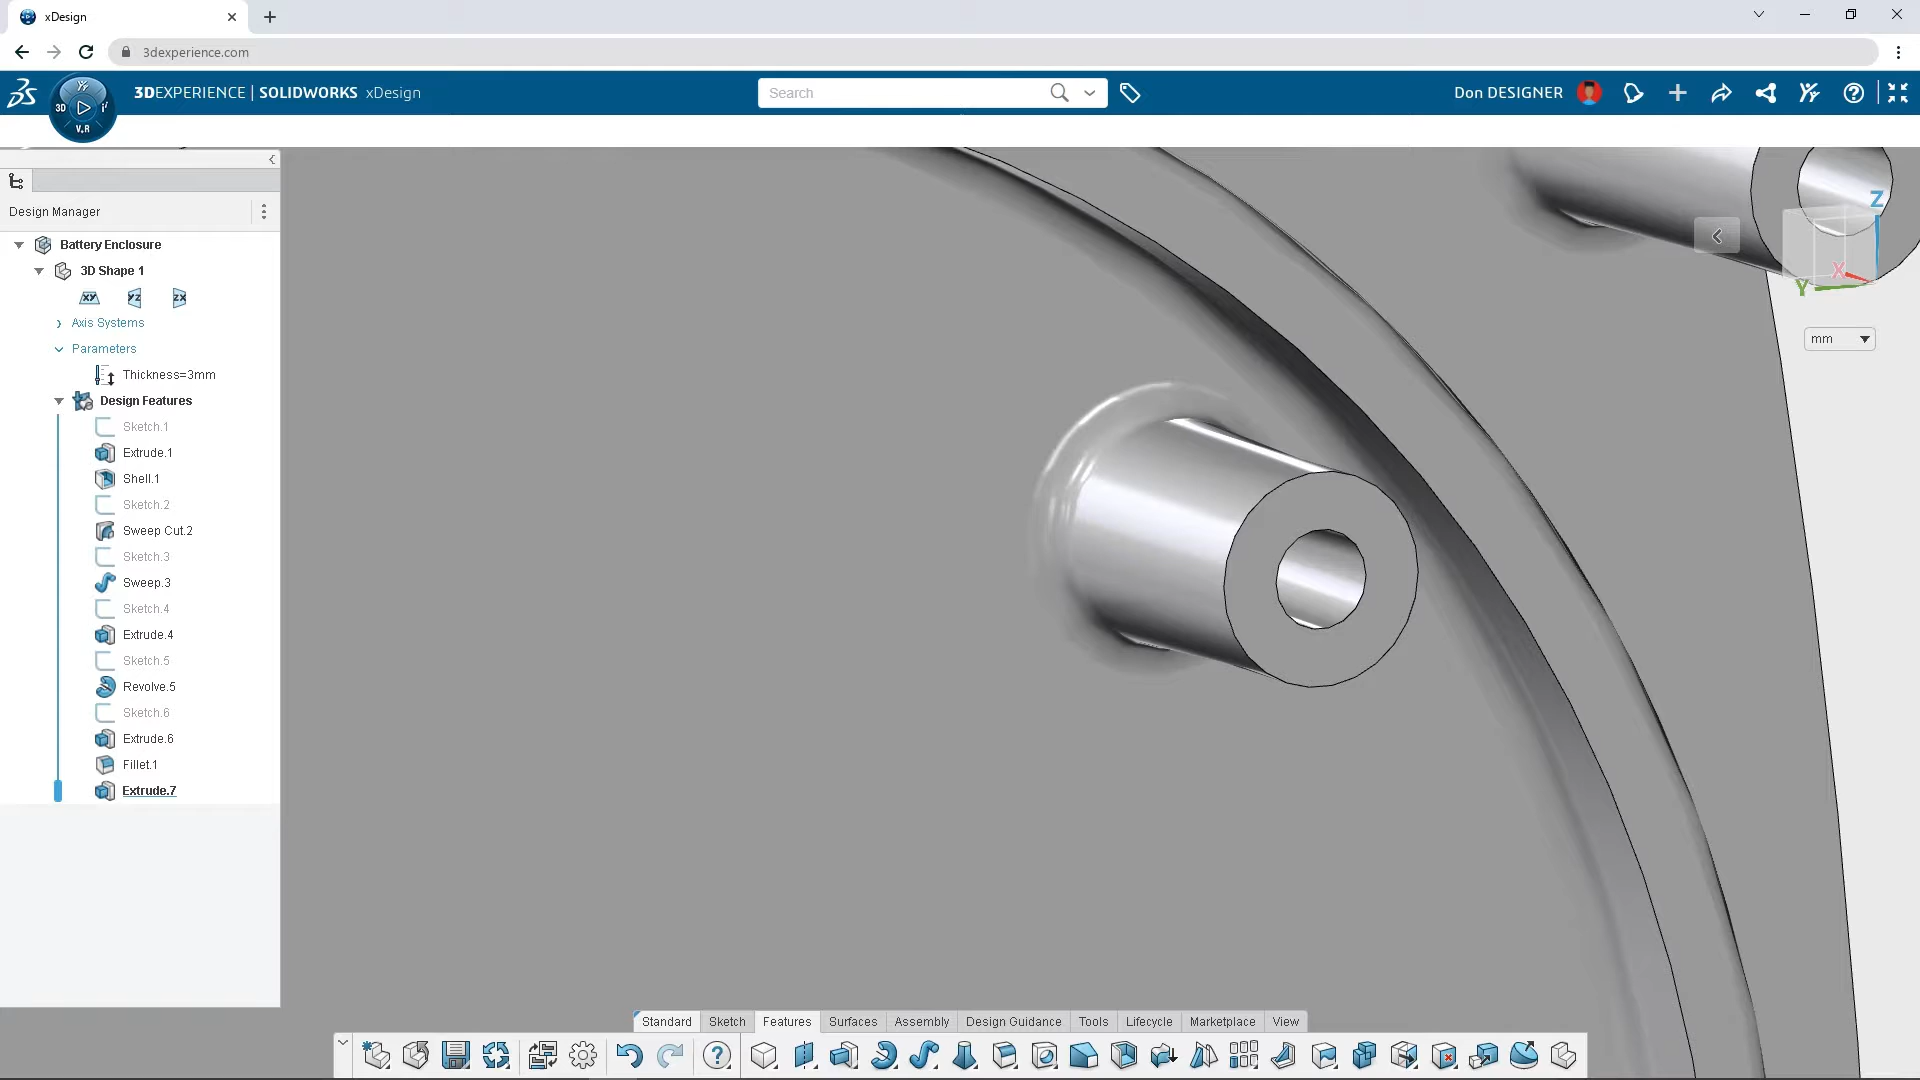 xDesign
3dexperience.com
3DEXPERIENCE | SOLIDWORKS xDesign
3D
V.R
Search
Don DESIGNER
Design Manager
Battery Enclosure
3D Shape 1
XY YZ ZX
Axis Systems
Parameters
Thickness=3mm
Design Features
Sketch.1
Extrude.1
Shell.1
Sketch.2
Sweep Cut.2
Sketch.3
Sweep.3
Sketch.4
Extrude.4
Sketch.5
Revolve.5
Sketch.6
Extrude.6
Fillet.1
Extrude.7
Z
X
Y
mm
Standard Sketch Features Surfaces Assembly Design Guidance Tools Lifecycle Marketplace View